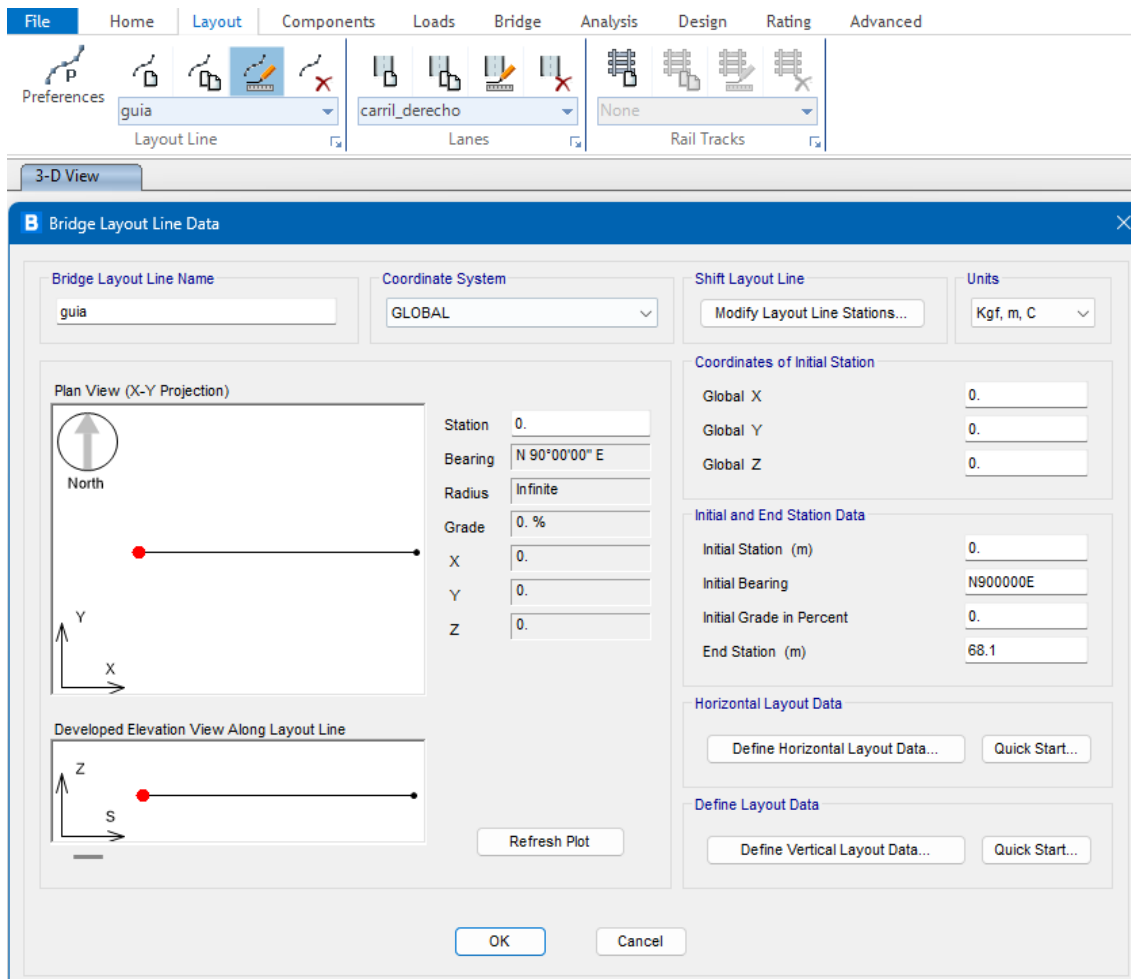 File Home Layout Components Loads Bridge Analysis Design Rating Advanced
P
Preferences
guia
carril_derecho
None
Layout Line
Lanes
Rail Tracks
3-D View
B Bridge Layout Line Data
Bridge Layout Line Name
guia
Coordinate System
GLOBAL
Shift Layout Line
Modify Layout Line Stations...
Units
Kgf, m, C
Plan View (X-Y Projection)
North
Y
X
Station 0.
Bearing N 90°00'00" E
Radius Infinite
Grade 0. %
X 0.
Y 0.
Z 0.
Developed Elevation View Along Layout Line
Z
S
Refresh Plot
Coordinates of Initial Station
Global X 0.
Global Y 0.
Global Z 0.
Initial and End Station Data
Initial Station (m) 0.
Initial Bearing N900000E
Initial Grade in Percent 0.
End Station (m) 68.1
Horizontal Layout Data
Define Horizontal Layout Data... Quick Start...
Define Layout Data
Define Vertical Layout Data... Quick Start...
OK Cancel